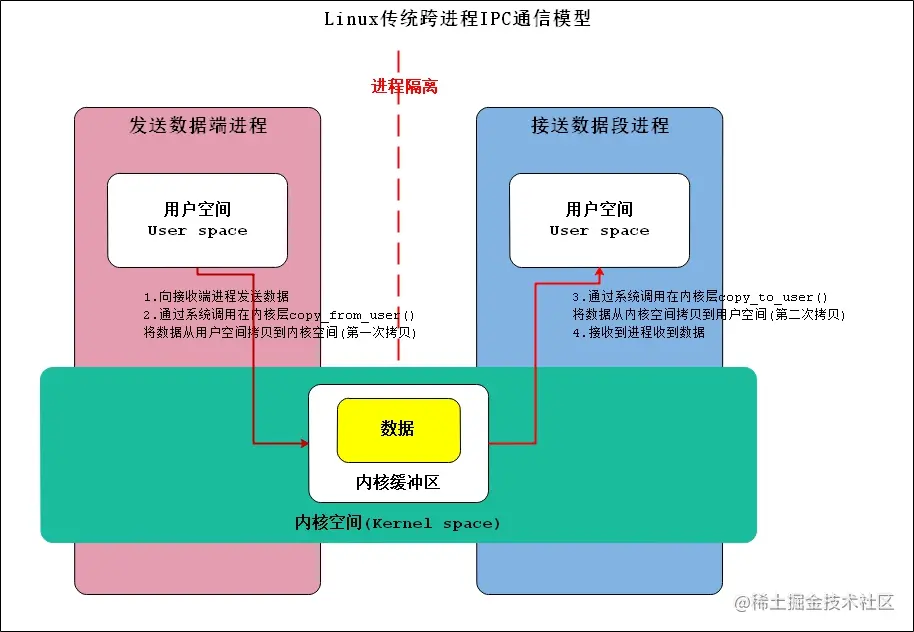 Linux传统跨进程IPC通信模型
进程隔离
发送数据端进程
接送数据段进程
用户空间
User space
用户空间
User space
1.向接收端进程发送数据
2.通过系统调用在内核层copy_from_user()
将数据从用户空间拷贝到内核空间(第一次拷贝)
3.通过系统调用在内核层copy_to_user()
将数据从内核空间拷贝到用户空间(第二次拷贝)
4.接收到进程收到数据
数据
内核缓冲区
内核空间(Kernel space)
@稀土掘金技术社区